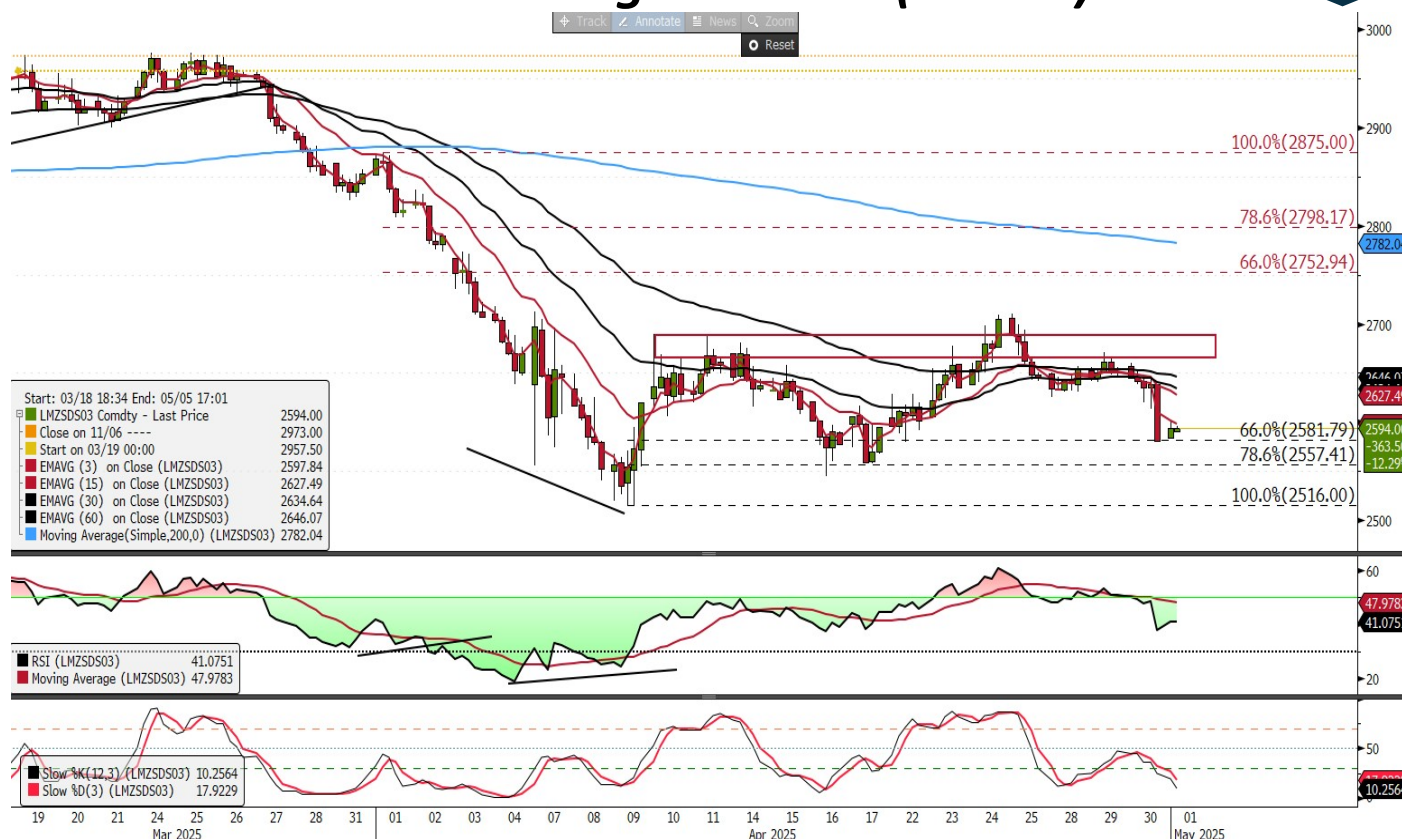 Track Annotate News Zoom
Reset
3000
2900
100.0%(2875.00)
78.6%(2798.17)
2800
2782.04
66.0%(2752.94)
2700
2627.49
66.0%(2581.79)
2594.00
-363.50
-12.29%
78.6%(2557.41)
100.0%(2516.00)
2500
Start: 03/18 18:34 End: 05/05 17:01
LMZSDS03 Comdty - Last Price 2594.00
Close on 11/06 ---- 2973.00
Start on 03/19 00:00 2957.50
EMAVG (3) on Close (LMZSDS03) 2597.84
EMAVG (15) on Close (LMZSDS03) 2627.49
EMAVG (30) on Close (LMZSDS03) 2634.64
EMAVG (60) on Close (LMZSDS03) 2646.07
Moving Average(Simple,200,0) (LMZSDS03) 2782.04
60
47.9783
41.0751
20
RSI (LMZSDS03) 41.0751
Moving Average (LMZSDS03) 47.9783
50
10.2564
0
Slow %K(12,3) (LMZSDS03) 10.2564
Slow %D(3) (LMZSDS03) 17.9229
19 20 21 24 25 26 27 28 31 01 02 03 04 07 08 09 10 11 14 15 16 17 22 23 24 25 28 29 30 01
Mar 2025 Apr 2025 May 2025